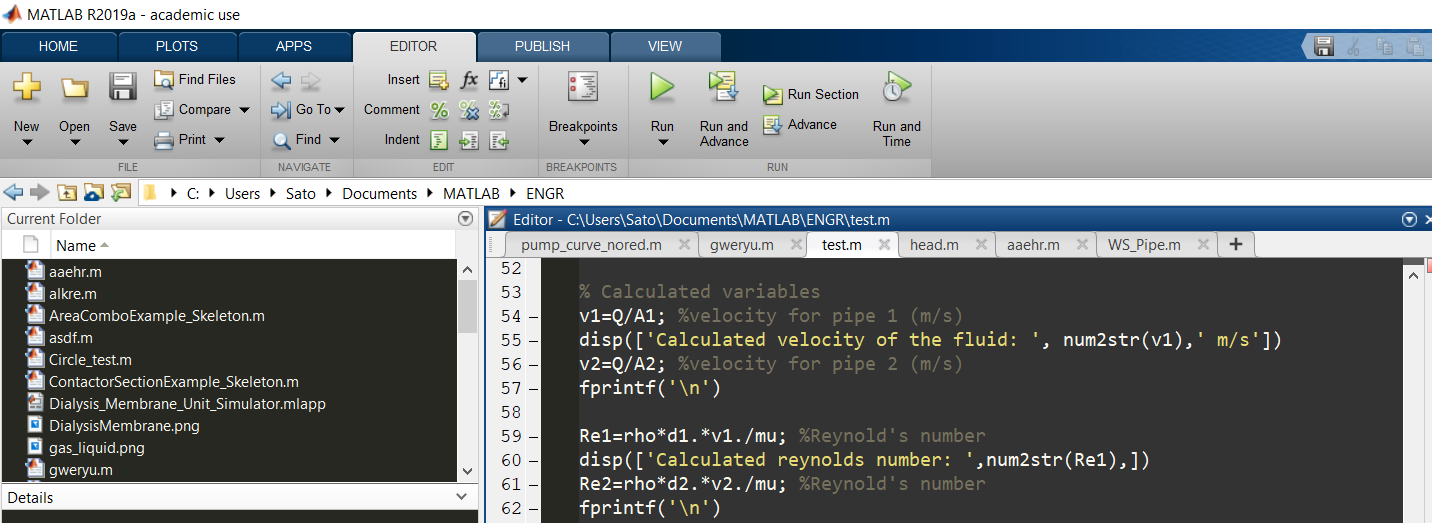 MATLAB R2019a - academic use
HOME PLOTS APPS EDITOR PUBLISH VIEW
New Open Save Find Files Compare Print
FILE
Go To Find
NAVIGATE
Insert fx fi
Comment % % %
Indent
EDIT
Breakpoints
BREAKPOINTS
Run Run and Advance Run Section Advance Run and Time
RUN
C: Users Sato Documents MATLAB ENGR
Current Folder
Name
aaehr.m
alkre.m
AreaComboExample_Skeleton.m
asdf.m
Circle_test.m
ContactorSectionExample_Skeleton.m
Dialysis_Membrane_Unit_Simulator.mlapp
DialysisMembrane.png
gas_liquid.png
gweryu.m
Details
Editor - C:\Users\Sato\Documents\MATLAB\ENGR\test.m
pump_curve_nored.m gweryu.m test.m head.m aaehr.m WS_Pipe.m +
52
53 % Calculated variables
54 – v1=Q/A1; %velocity for pipe 1 (m/s)
55 – disp(['Calculated velocity of the fluid: ', num2str(v1),' m/s'])
56 – v2=Q/A2; %velocity for pipe 2 (m/s)
57 – fprintf('\n')
58
59 – Re1=rho*d1.*v1./mu; %Reynold's number
60 – disp(['Calculated reynolds number: ',num2str(Re1),])
61 – Re2=rho*d2.*v2./mu; %Reynold's number
62 – fprintf('\n')